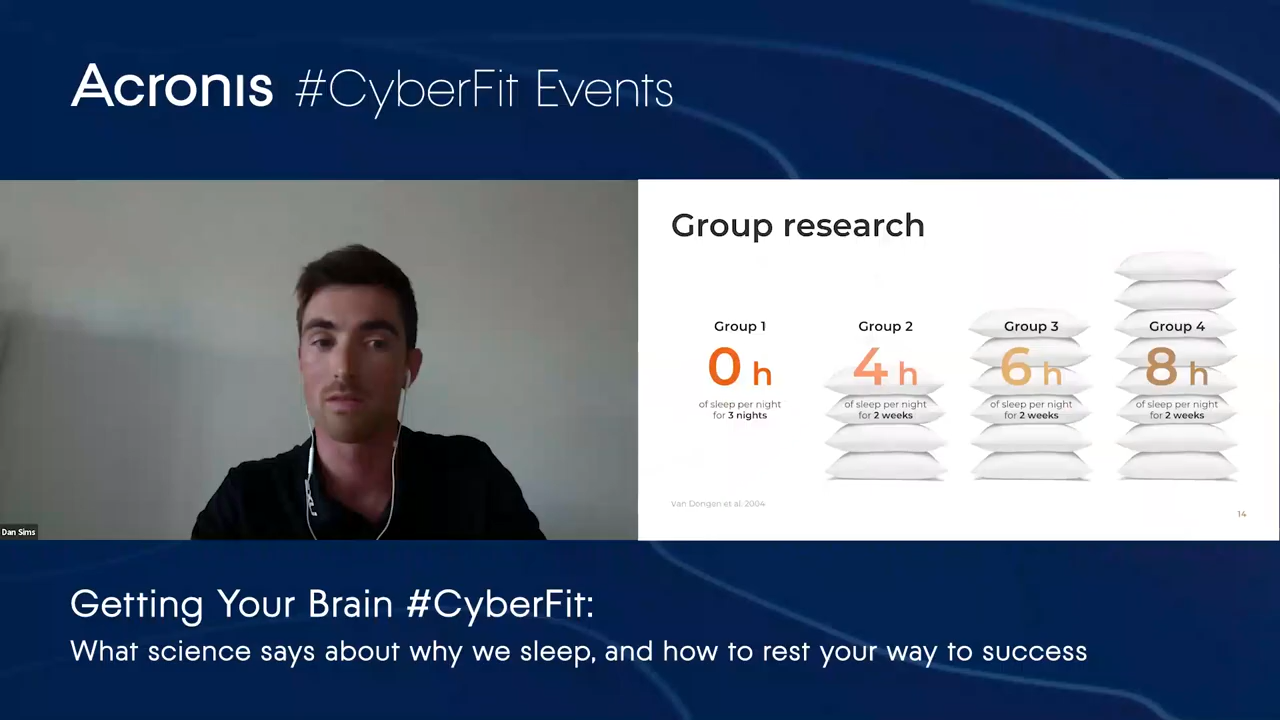 Acronis #CyberFit Events
Group research
Group 1
0 h
of sleep per night
for 3 nights
Group 2
4 h
of sleep per night
for 2 weeks
Group 3
6 h
of sleep per night
for 2 weeks
Group 4
8 h
of sleep per night
for 2 weeks
Van Dongan et al. 2004
14
Dan Sims
Getting Your Brain #CyberFit:
What science says about why we sleep, and how to rest your way to success